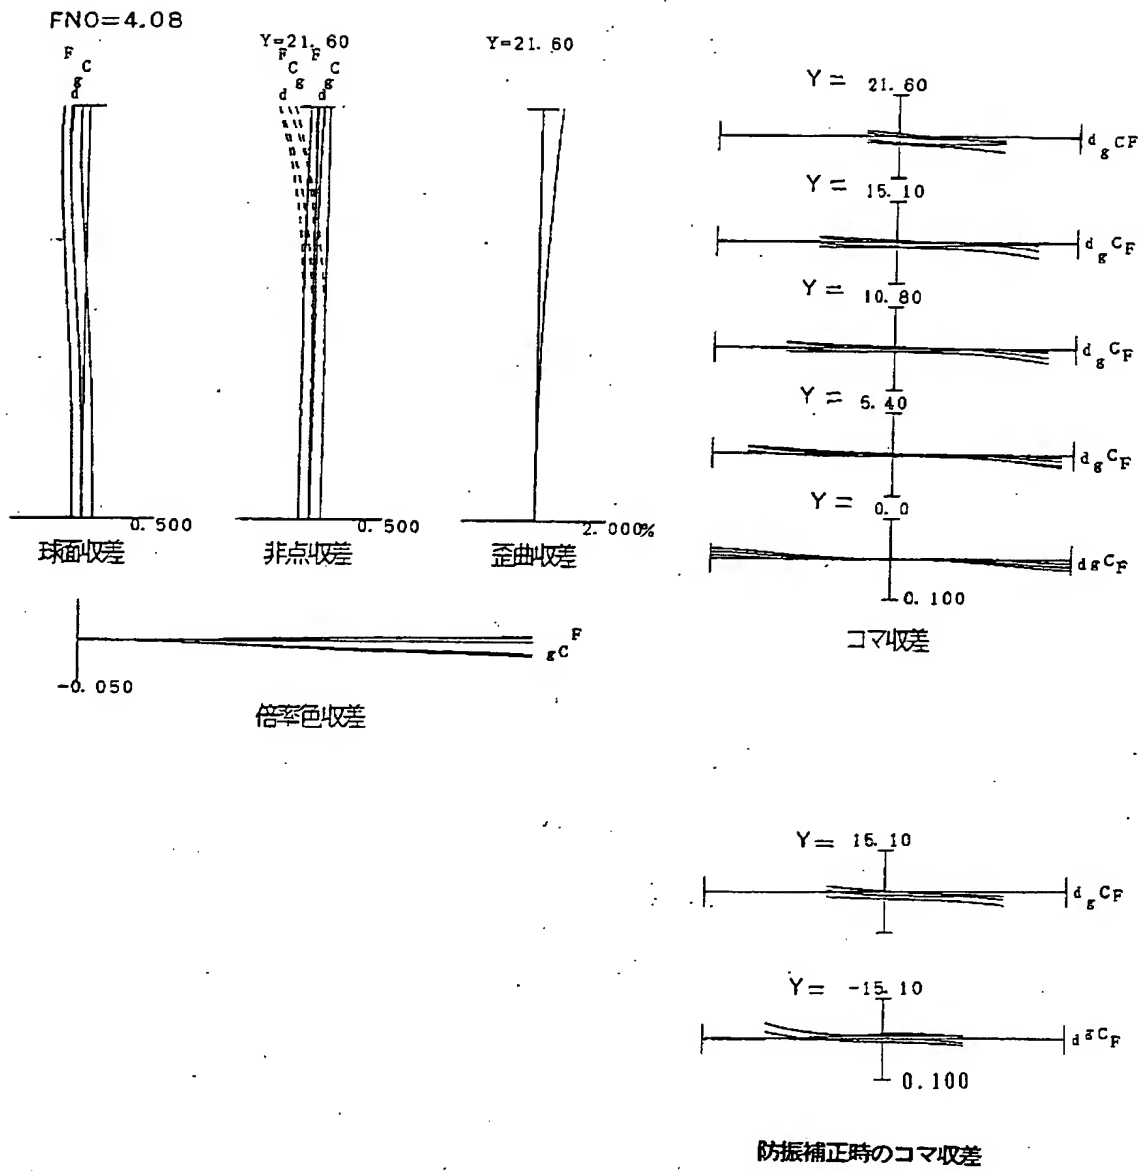 FNO=4.08
F
g C
d
球面収差
0.500
Y=21.60
F F
C C
g g
d d
非点収差
0.500
Y=21.60
歪曲収差
2.000%
-0.050
g C F
倍率色収差
Y= 21.60
d g C F
Y= 15.10
d g C F
Y= 10.80
d g C F
Y= 5.40
d g C F
Y= 0.0
d g C F
0.100
コマ収差
Y= 15.10
d g C F
Y= -15.10
d g C F
0.100
防振補正時のコマ収差